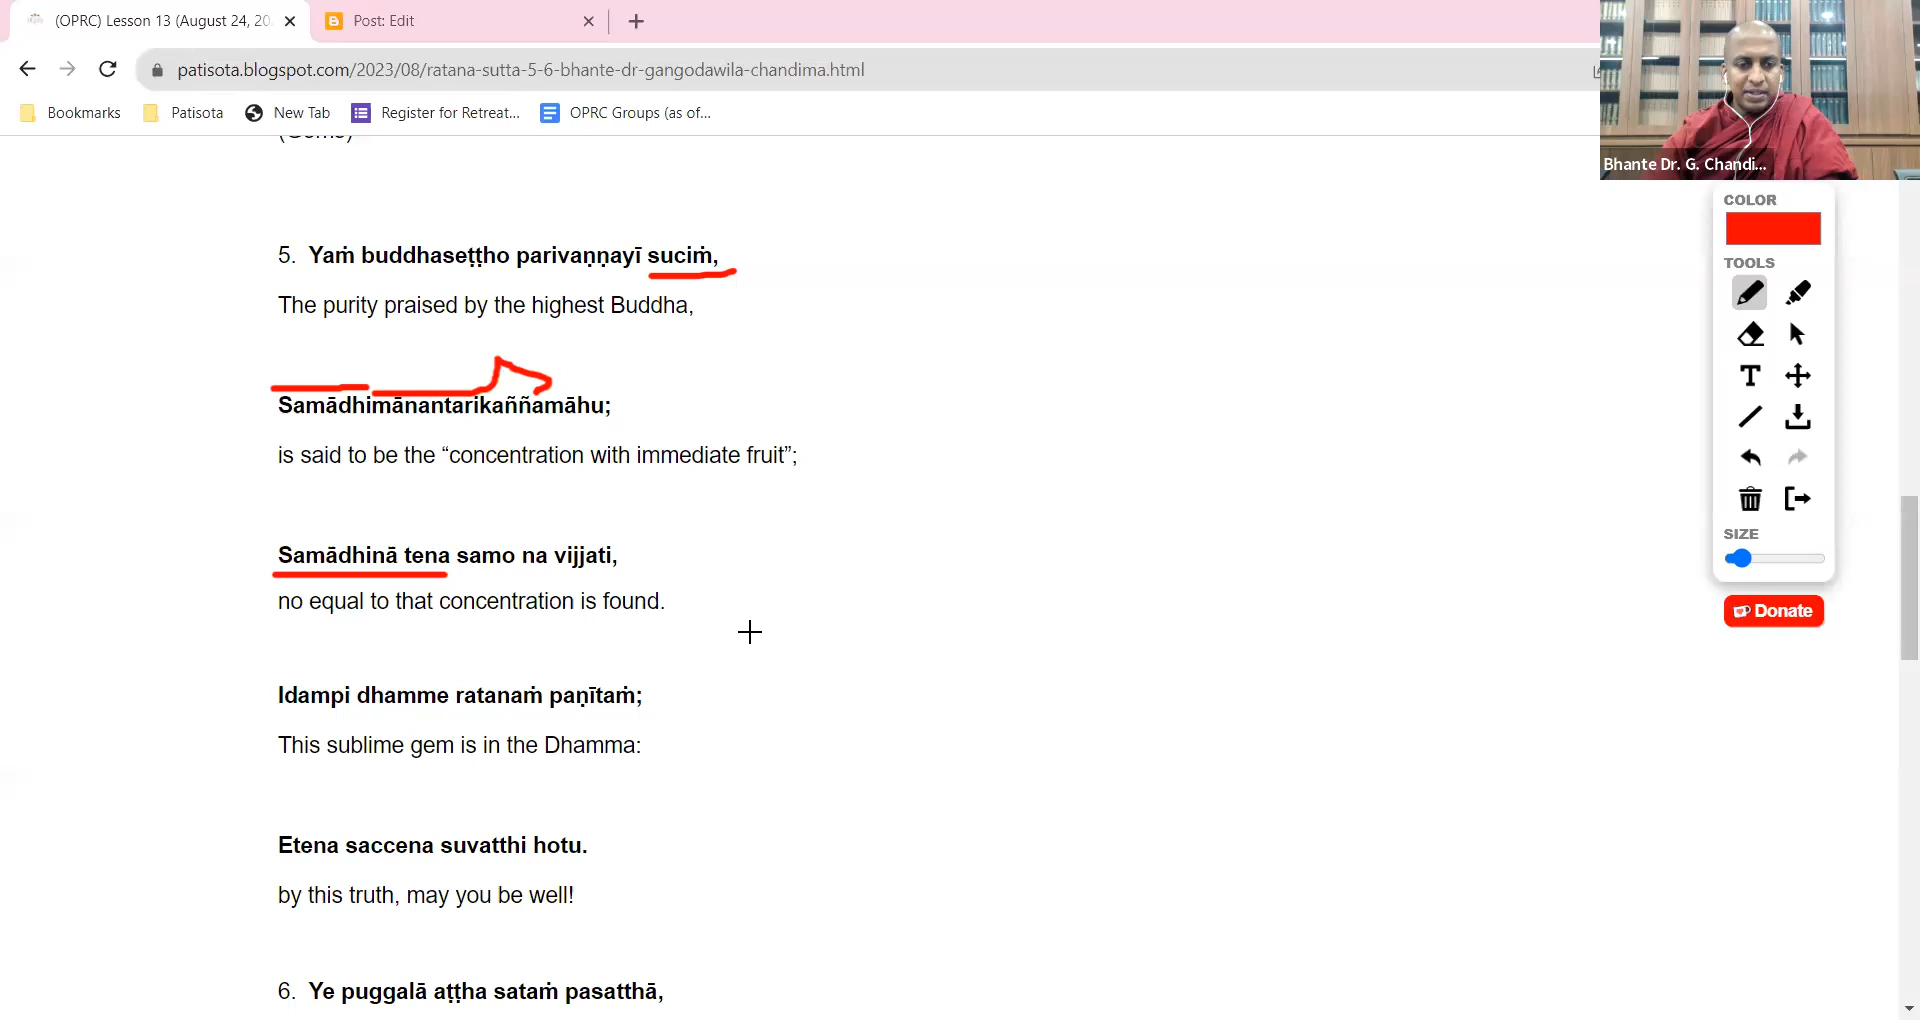 (OPRC) Lesson 13 (August 24, 20
Post: Edit
patisota.blogspot.com/2023/08/ratana-sutta-5-6-bhante-dr-gangodawila-chandima.html
Bookmarks
Patisota
New Tab
Register for Retreat...
OPRC Groups (as of...
Bhante Dr. G. Chandi...
COLOR
TOOLS
SIZE
Donate
5. Yaṁ buddhaseṭṭho parivaṇṇayī suciṁ,
The purity praised by the highest Buddha,
Samādhimānantarikaññamāhu;
is said to be the “concentration with immediate fruit”;
Samādhinā tena samo na vijjati,
no equal to that concentration is found.
Idampi dhamme ratanaṁ paṇītaṁ;
This sublime gem is in the Dhamma:
Etena saccena suvatthi hotu.
by this truth, may you be well!
6. Ye puggalā aṭṭha sataṁ pasatthā,